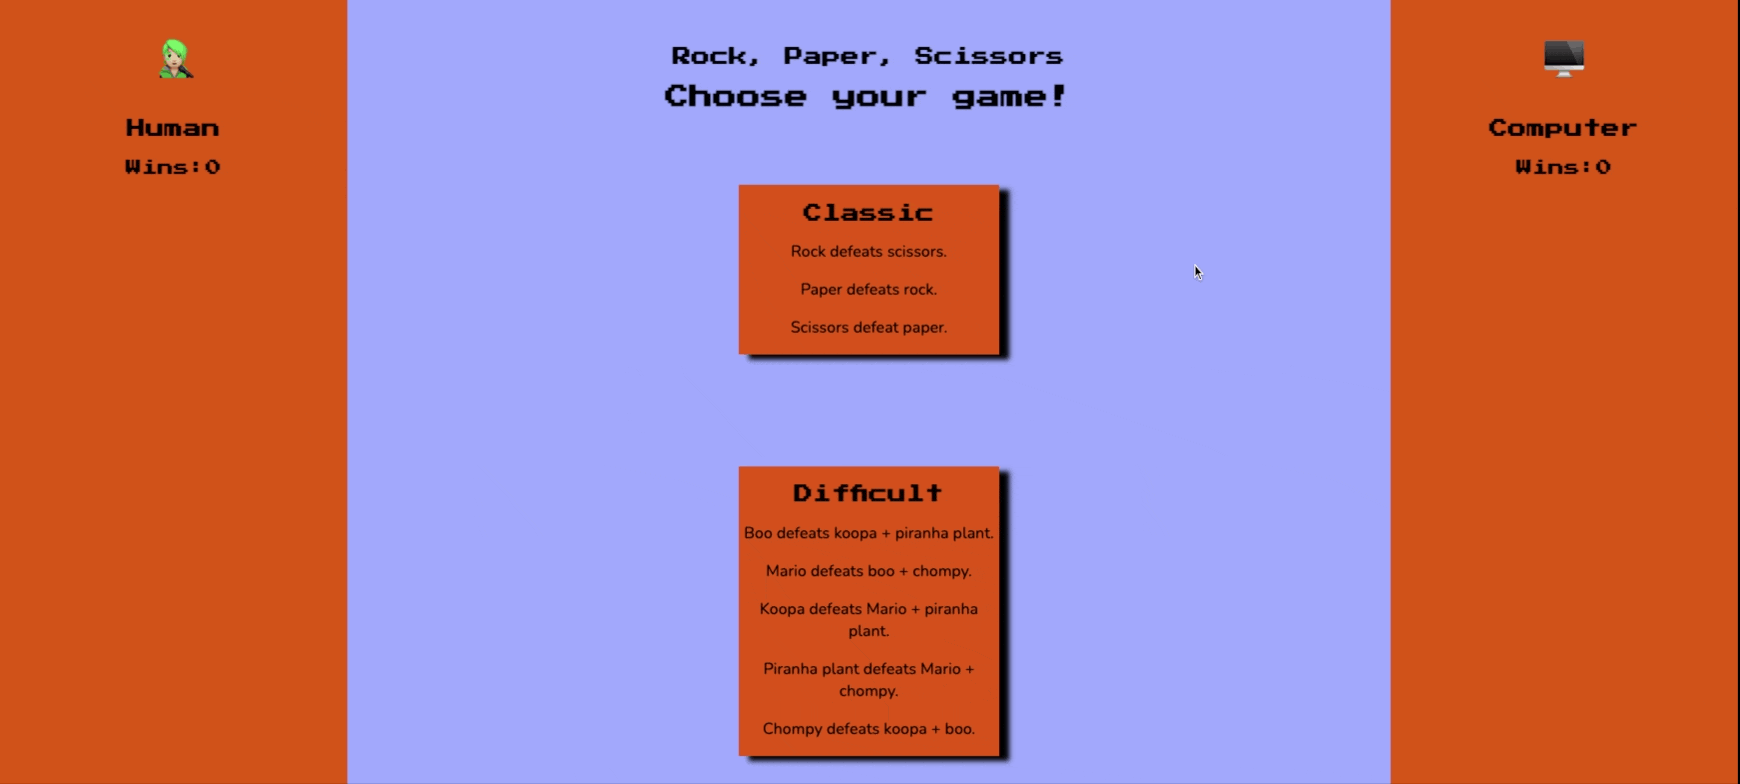 Human
Wins:0
Rock, Paper, Scissors
Choose your game!
Classic
Rock defeats scissors.
Paper defeats rock.
Scissors defeat paper.
Difficult
Boo defeats koopa + piranha plant.
Mario defeats boo + chompy.
Koopa defeats Mario + piranha
plant.
Piranha plant defeats Mario +
chompy.
Chompy defeats koopa + boo.
Computer
Wins:0